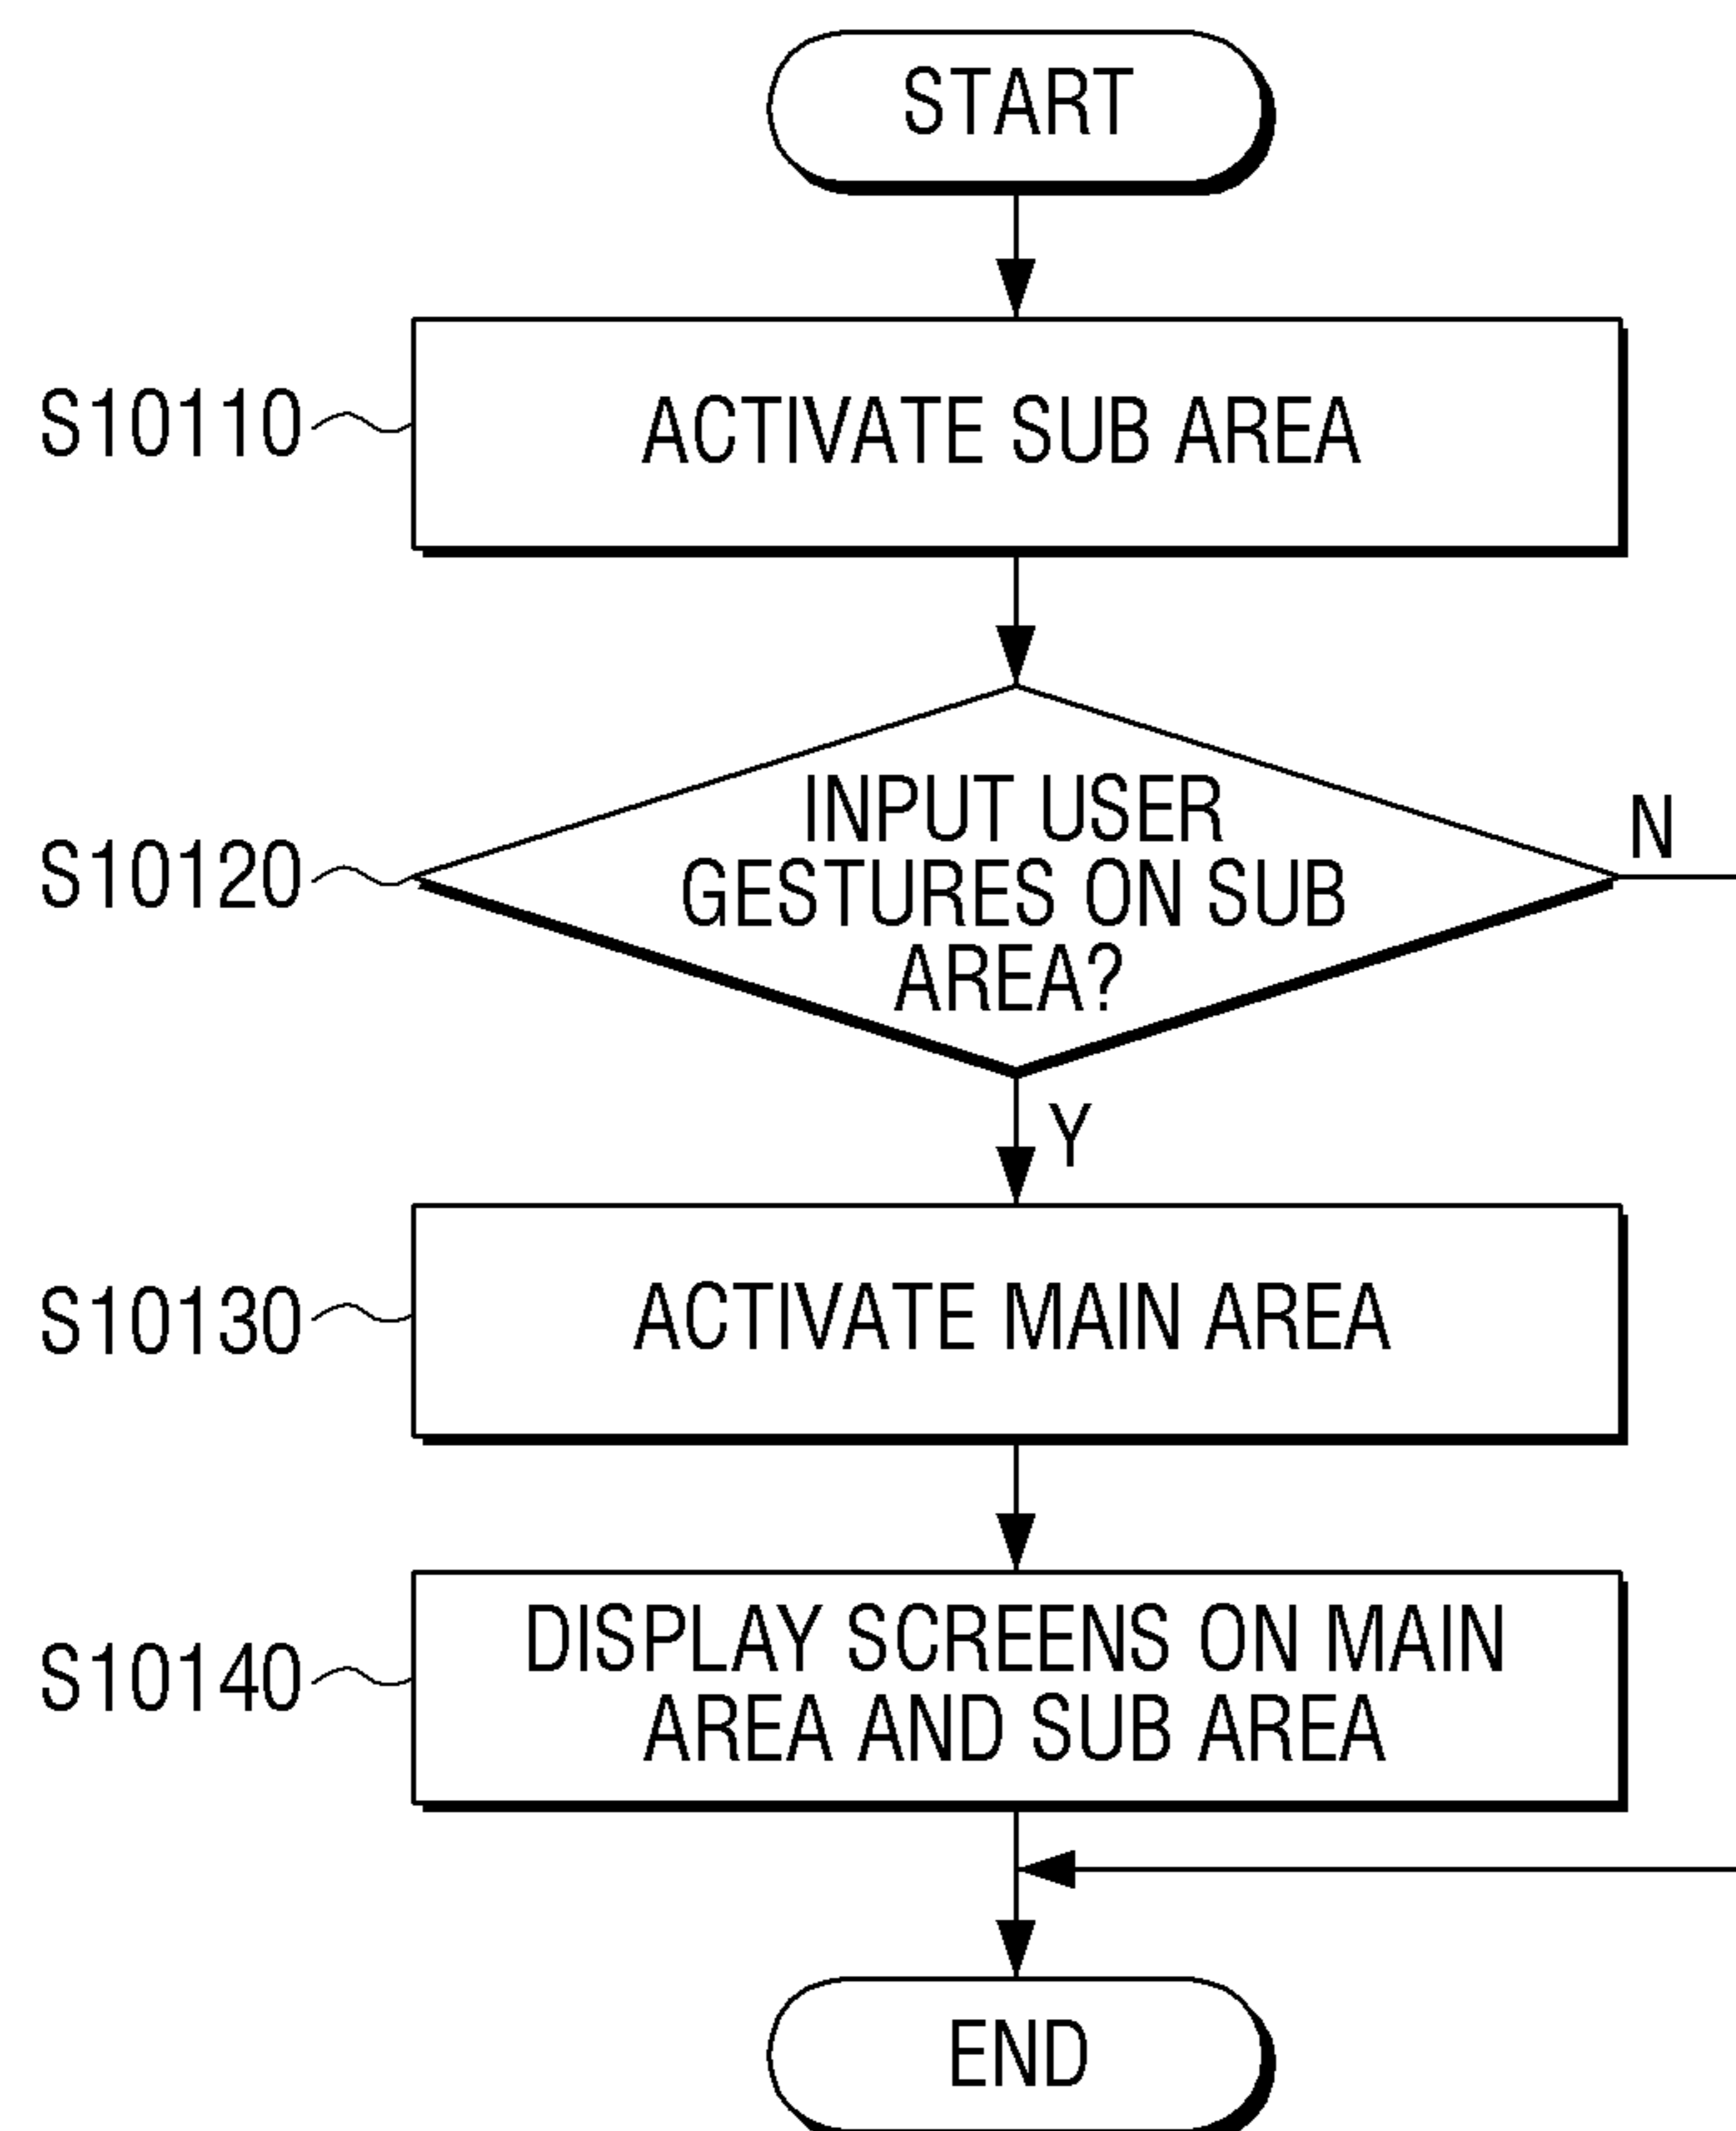 START
S10110
ACTIVATE SUB AREA
S10120
INPUT USER
GESTURES ON SUB
AREA?
N
Y
S10130
ACTIVATE MAIN AREA
S10140
DISPLAY SCREENS ON MAIN
AREA AND SUB AREA
END